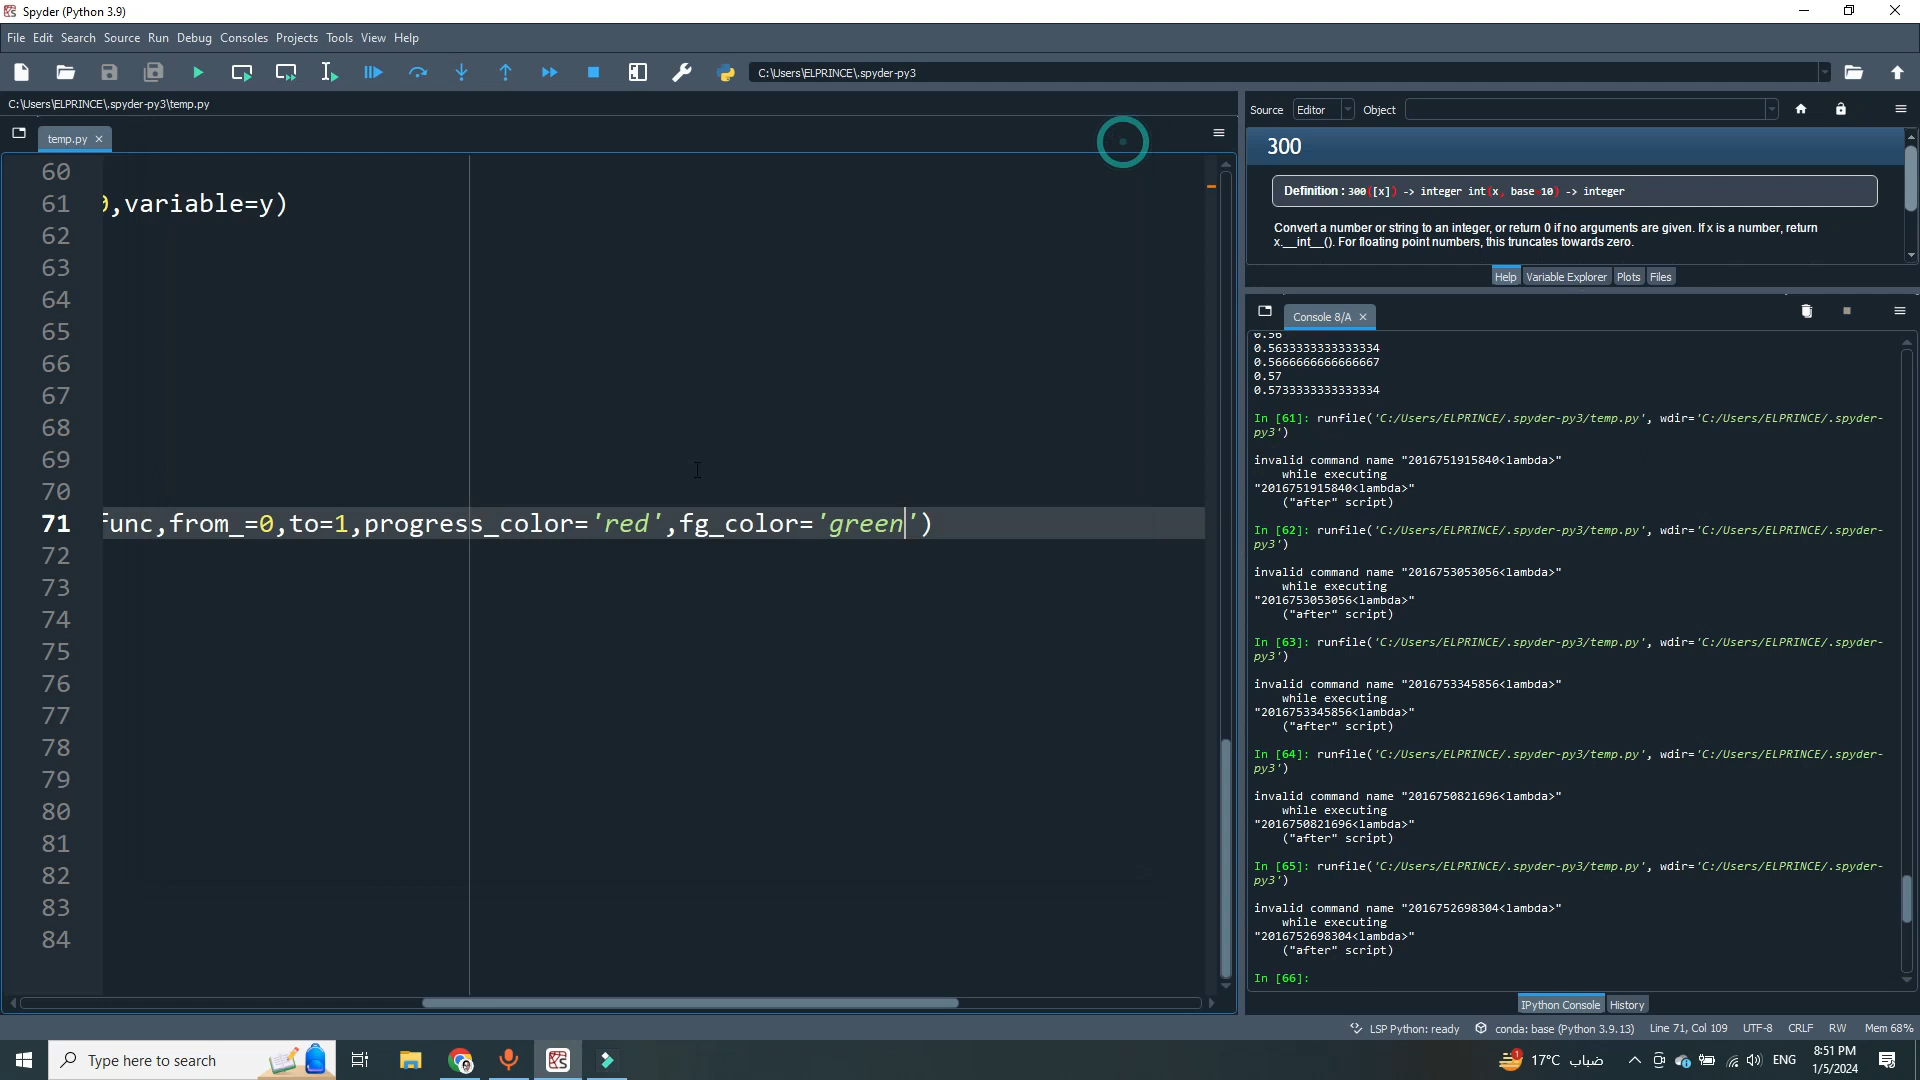 Spyder (Python 3.9)
File Edit Search Source Run Debug Consoles Projects Tools View Help
C:\Users\ELPRINCE\.spyder-py3
C:\Users\ELPRINCE\.spyder-py3\temp.py
temp.py
60
61 ,variable=y)
62
63
64
65
66
67
68
69
70
71 func,from_=0,to=1,progress_color='red',fg_color='green')
72
73
74
75
76
77
78
79
80
81
82
83
84
Source Editor Object
300
Definition : 300([x]) -> integer int(x, base=10) -> integer
Convert a number or string to an integer, or return 0 if no arguments are given. If x is a number, return
x.__int__(). For floating point numbers, this truncates towards zero.
Help Variable Explorer Plots Files
Console 8/A
0.56
0.5633333333333334
0.5666666666666667
0.57
0.5733333333333334
In [61]: runfile('C:/Users/ELPRINCE/.spyder-py3/temp.py', wdir='C:/Users/ELPRINCE/.spyder-
py3')
invalid command name "2016751915840<lambda>"
while executing
"2016751915840<lambda>"
("after" script)
In [62]: runfile('C:/Users/ELPRINCE/.spyder-py3/temp.py', wdir='C:/Users/ELPRINCE/.spyder-
py3')
invalid command name "2016753053056<lambda>"
while executing
"2016753053056<lambda>"
("after" script)
In [63]: runfile('C:/Users/ELPRINCE/.spyder-py3/temp.py', wdir='C:/Users/ELPRINCE/.spyder-
py3')
invalid command name "2016753345856<lambda>"
while executing
"2016753345856<lambda>"
("after" script)
In [64]: runfile('C:/Users/ELPRINCE/.spyder-py3/temp.py', wdir='C:/Users/ELPRINCE/.spyder-
py3')
invalid command name "2016750821696<lambda>"
while executing
"2016750821696<lambda>"
("after" script)
In [65]: runfile('C:/Users/ELPRINCE/.spyder-py3/temp.py', wdir='C:/Users/ELPRINCE/.spyder-
py3')
invalid command name "2016752698304<lambda>"
while executing
"2016752698304<lambda>"
("after" script)
In [66]:
IPython Console History
LSP Python: ready conda: base (Python 3.9.13) Line 71, Col 109 UTF-8 CRLF RW Mem 68%
Type here to search
1 17°C ضباب ENG 8:51 PM
1/5/2024